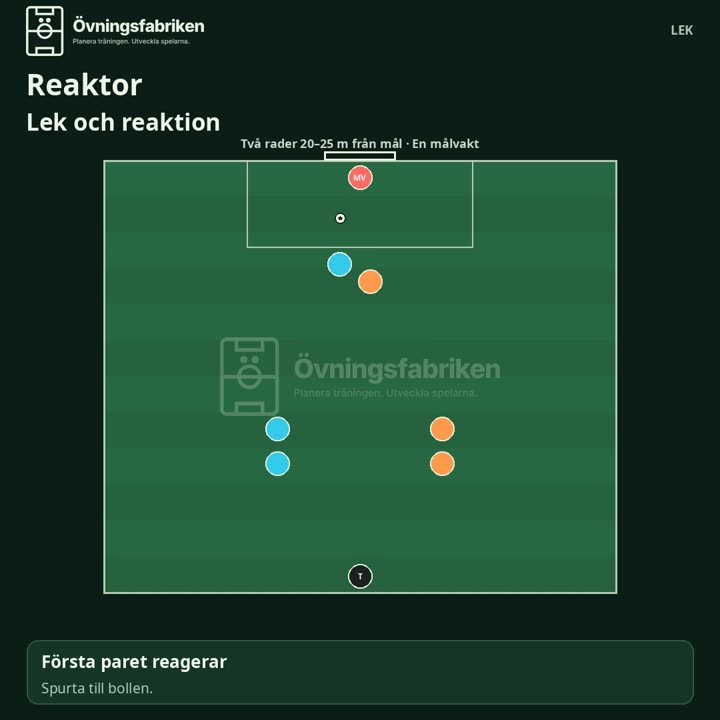 Övningsfabriken
Planera träningen. Utveckla spelarna.
LEK
Reaktor
Lek och reaktion
Två rader 20–25 m från mål · En målvakt
MV
Övningsfabriken
Planera träningen. Utveckla spelarna.
T
Första paret reagerar
Spurta till bollen.